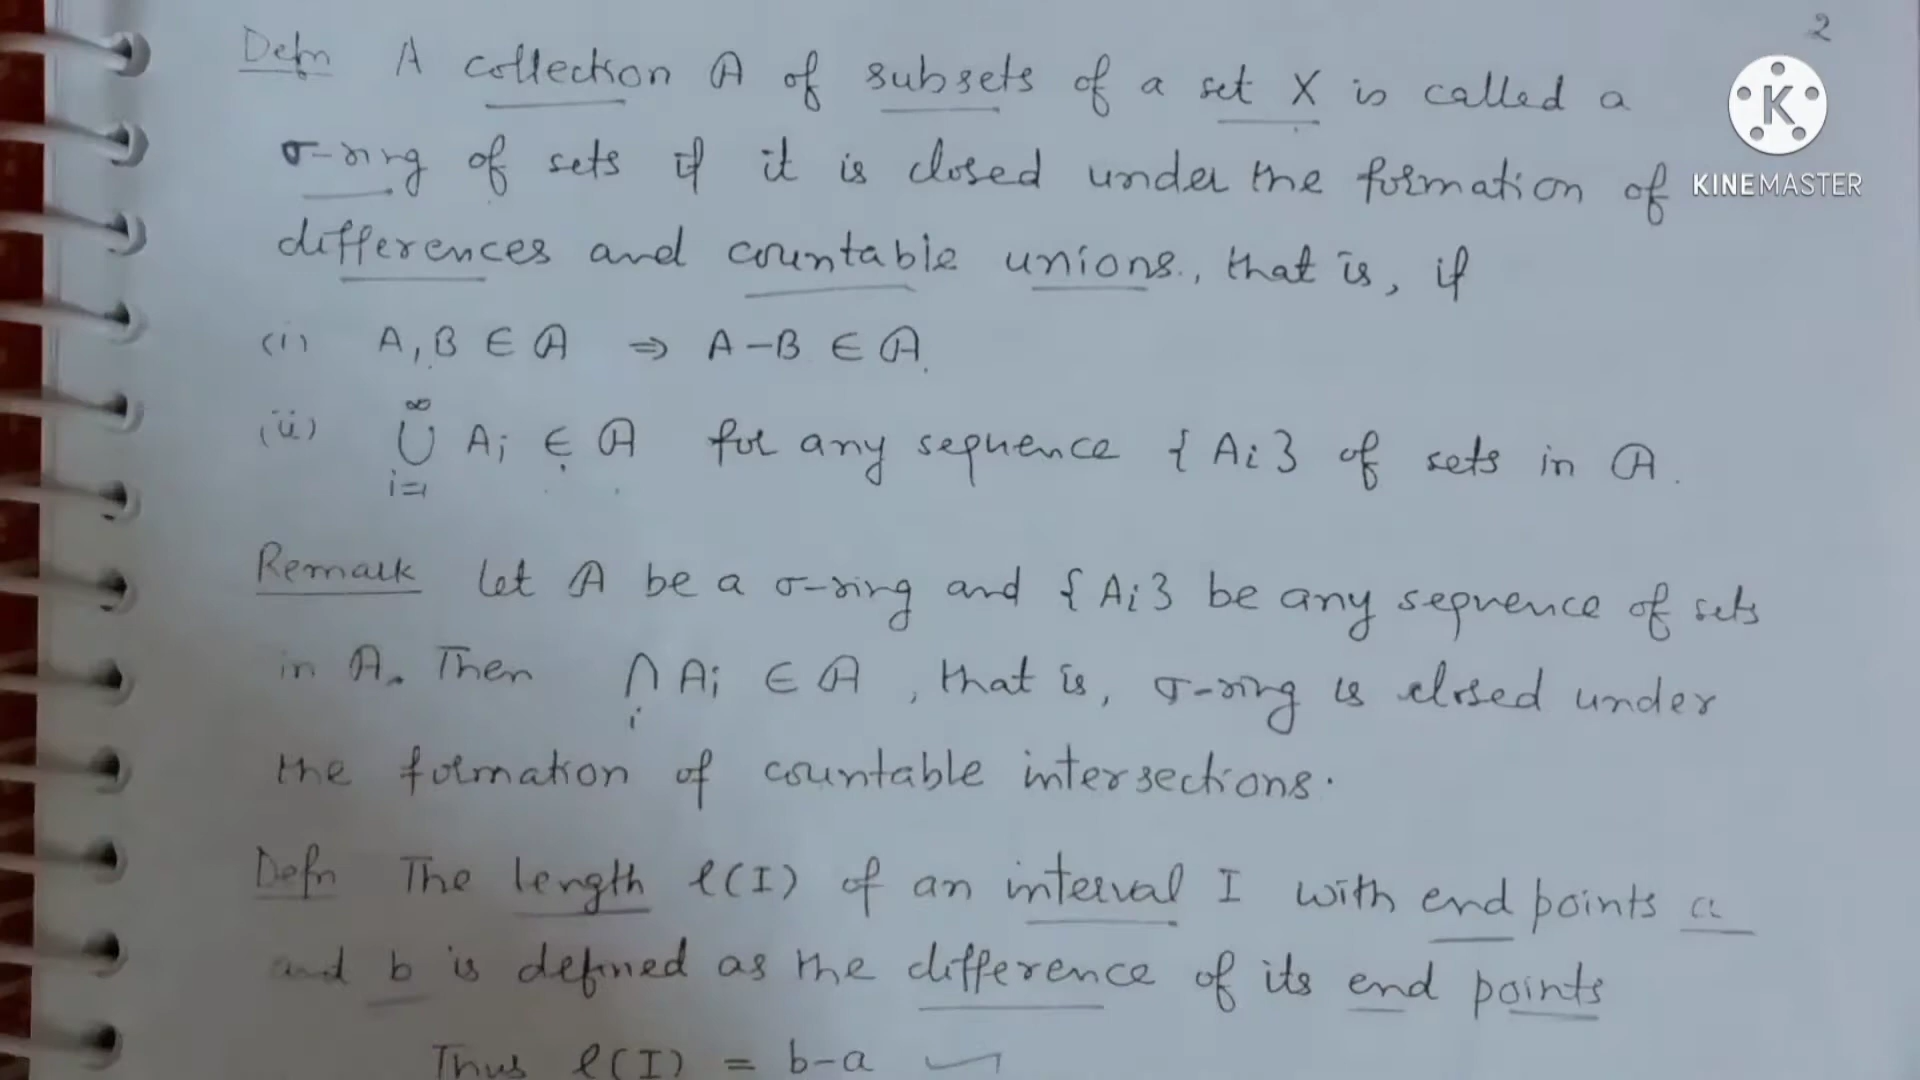 2
Defn A collection 𝔸 of subsets of a set X is called a
σ-ring of sets if it is closed under the formation of
KINEMASTER
differences and countable unions, that is, if
(i) A, B ∈ 𝔸 ⇒ A-B ∈ 𝔸.
(ii) ∞ ⋃ i=1 Ai ∈ 𝔸 for any sequence {Ai} of sets in 𝔸.
Remark Let 𝔸 be a σ-ring and {Ai} be any sequence of sets
in 𝔸. Then ⋂ i Ai ∈ 𝔸, that is, σ-ring is closed under
the formation of countable intersections.
Defn The length l(I) of an interval I with end points a
and b is defined as the difference of its end points
Thus l(I) = b-a